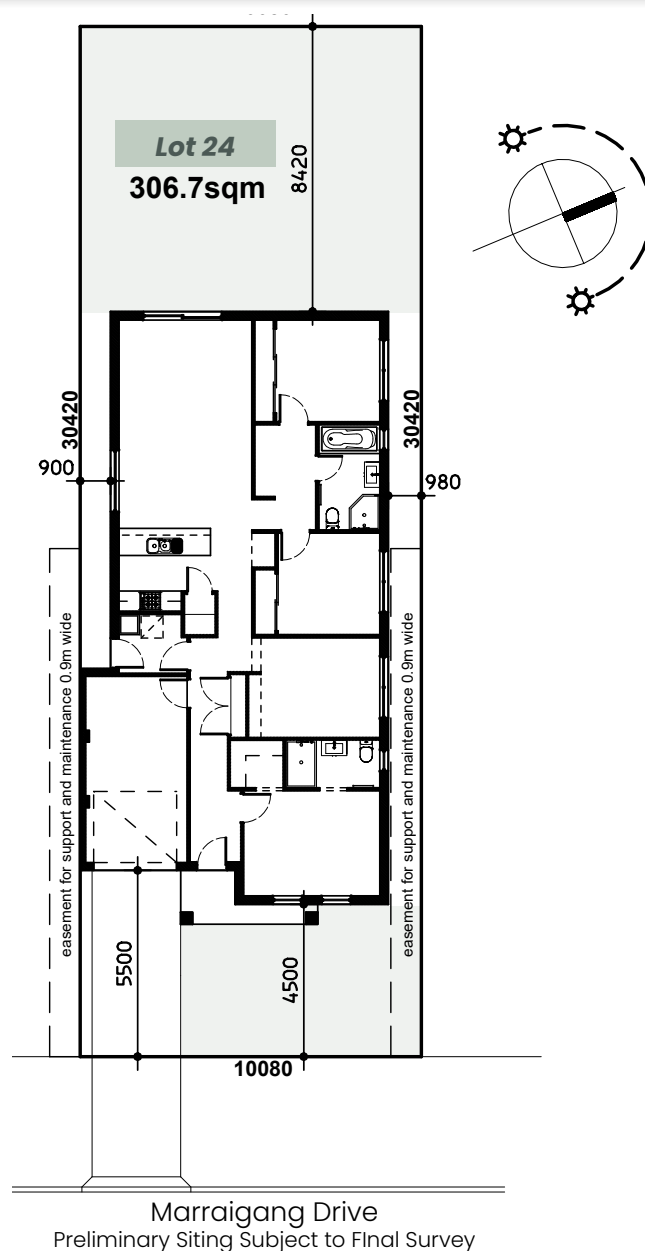 Lot 24
306.7sqm
8420
30420
30420
900
980
easement for support and maintenance 0.9m wide
easement for support and maintenance 0.9m wide
5500
4500
10080
Marraigang Drive
Preliminary Siting Subject to FInal Survey